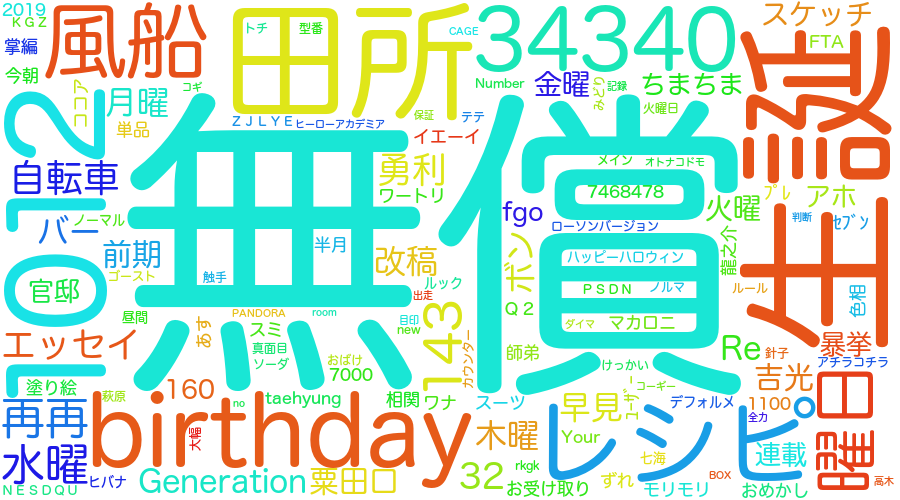 2019
KGZ
掌編
今朝
ココア
風船
トチ
型番
田所
CAGE
34340
スケッチ
FTA
誕生日
コギ
月曜
単品
ZJLYE
ヒーローアカデミア
保証
テテ
イエーイ
Number
金曜
みどり
記録
ちまちま
火曜日
1012
自転車
バー
ノーマル
前期
ゴースト
無償
勇利
ワートリ
メイン
オトナコドモ
7468478
fgo
ローソンバージョン
火曜
プレ
アホ
判断
セブン
半月
改稿
ルック
触手
出走
ボン
ハッピーハロウィン
PSDN
ノルマ
龍之介
ルール
色相
官邸
昼間
あす
PANDORA
room
目印
new
Q2
ダイマ
マカロニ
エッセイ
スミ
真面目
ソーダ
おばけ
7000
143
カウンター
師弟
けっかい
Re
針子
暴挙
アチラコチラ
塗り絵
萩原
160
no
taehyung
相関
ワナ
スーツ
早見
ユーザー
コーギー
デフォルメ
吉光
1100
全力
再再
birthday
大幅
木曜
Your
レシピ
七海
連載
曜日
水曜
NESDQU
ヒバナ
Generation
粟田口
32
rkgk
お受け取り
ずれ
モリモリ
BOX
おめかし
高木